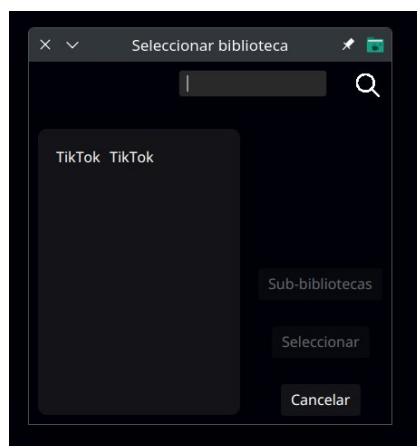 Seleccionar biblioteca
TikTok TikTok
Sub-bibliotecas
Seleccionar
Cancelar